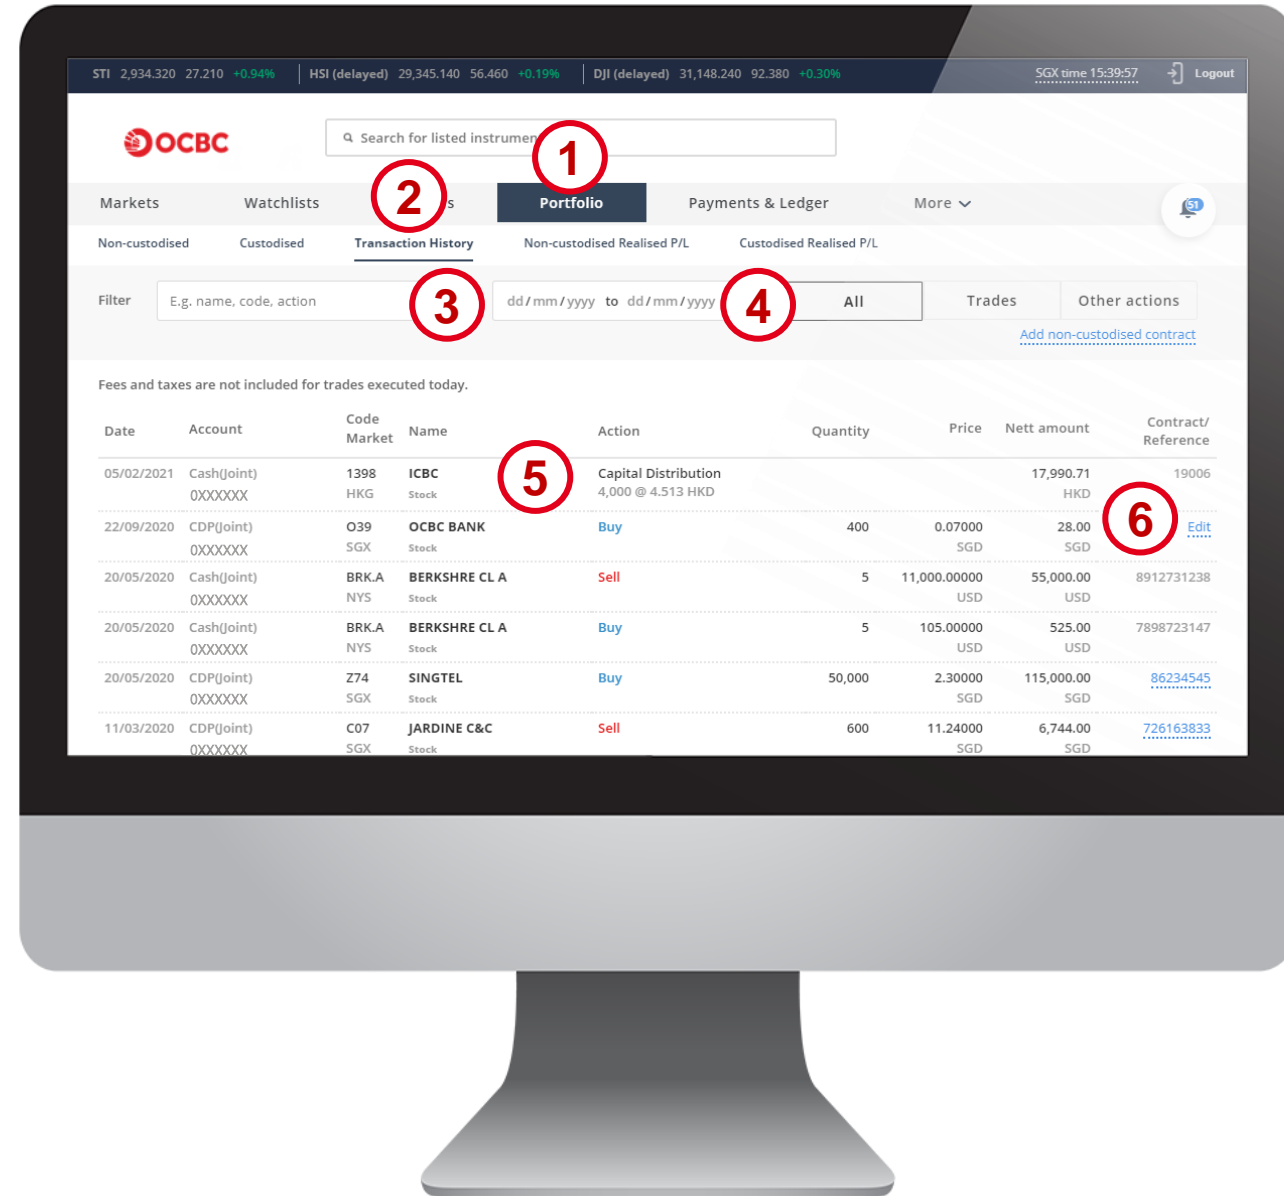 STI 2,934.320 27.210 +0.94% HSI (delayed) 29,345.140 56.460 +0.19% DJI (delayed) 31,148.240 92.380 +0.30% SGX time 15:39:57 Logout
OCBC Search for listed instrumen
1
2
Markets Watchlists s Portfolio Payments & Ledger More 51
Non-custodised Custodised Transaction History Non-custodised Realised P/L Custodised Realised P/L
Filter E.g. name, code, action 3 dd/mm/yyyy to dd/mm/yyyy 4 All Trades Other actions
Add non-custodised contract
Fees and taxes are not included for trades executed today.
Date Account Code Market Name Action Quantity Price Nett amount Contract/ Reference
05/02/2021 Cash(Joint) 1398 ICBC 5 Capital Distribution 17,990.71 19006
0XXXXXX HKG Stock 4,000 @ 4.513 HKD HKD
22/09/2020 CDP(Joint) O39 OCBC BANK Buy 400 0.07000 28.00 6 Edit
0XXXXXX SGX Stock SGD SGD
20/05/2020 Cash(Joint) BRK.A BERKSHRE CL A Sell 5 11,000.00000 55,000.00 8912731238
0XXXXXX NYS Stock USD USD
20/05/2020 Cash(Joint) BRK.A BERKSHRE CL A Buy 5 105.00000 525.00 7898723147
0XXXXXX NYS Stock USD USD
20/05/2020 CDP(Joint) Z74 SINGTEL Buy 50,000 2.30000 115,000.00 86234545
0XXXXXX SGX Stock SGD SGD
11/03/2020 CDP(Joint) C07 JARDINE C&C Sell 600 11.24000 6,744.00 726163833
0XXXXXX SGX Stock SGD SGD